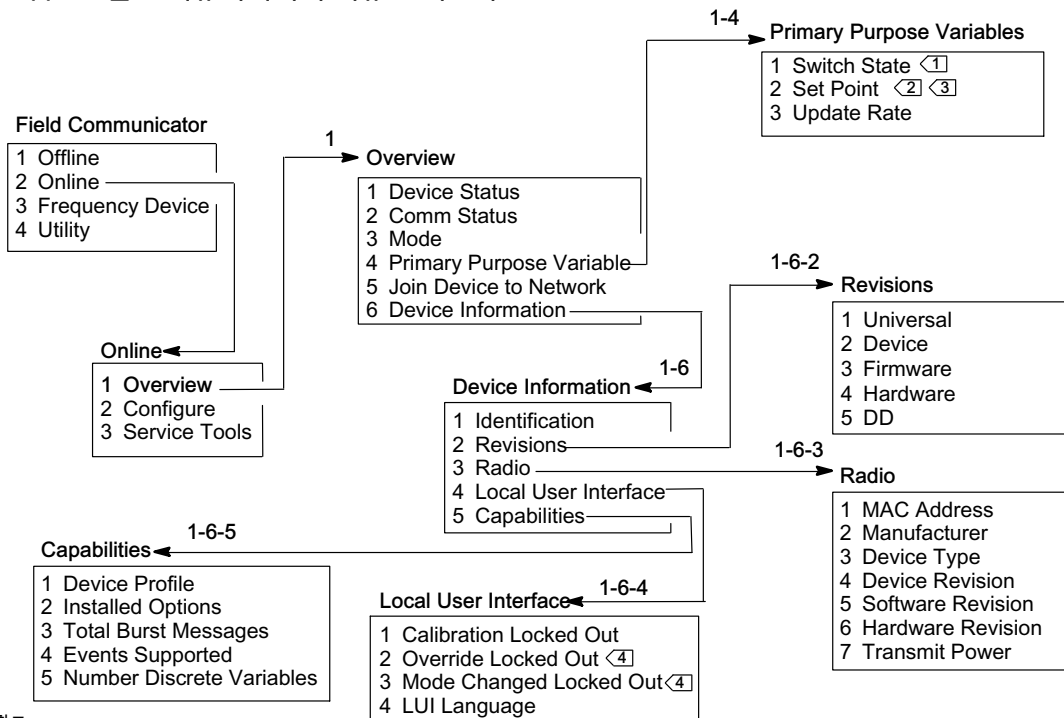 1-4
Primary Purpose Variables
1 Switch State 1
2 Set Point 2 3
3 Update Rate
Field Communicator
1 Offline
2 Online
3 Frequency Device
4 Utility
1
Overview
1 Device Status
2 Comm Status
3 Mode
4 Primary Purpose Variable
5 Join Device to Network
6 Device Information
1-6-2
Revisions
1 Universal
2 Device
3 Firmware
4 Hardware
5 DD
Online
1 Overview
2 Configure
3 Service Tools
1-6
Device Information
1 Identification
2 Revisions
3 Radio
4 Local User Interface
5 Capabilities
1-6-3
Radio
1 MAC Address
2 Manufacturer
3 Device Type
4 Device Revision
5 Software Revision
6 Hardware Revision
7 Transmit Power
1-6-5
Capabilities
1 Device Profile
2 Installed Options
3 Total Burst Messages
4 Events Supported
5 Number Discrete Variables
1-6-4
Local User Interface
1 Calibration Locked Out
2 Override Locked Out 4
3 Mode Changed Locked Out 4
4 LUI Language